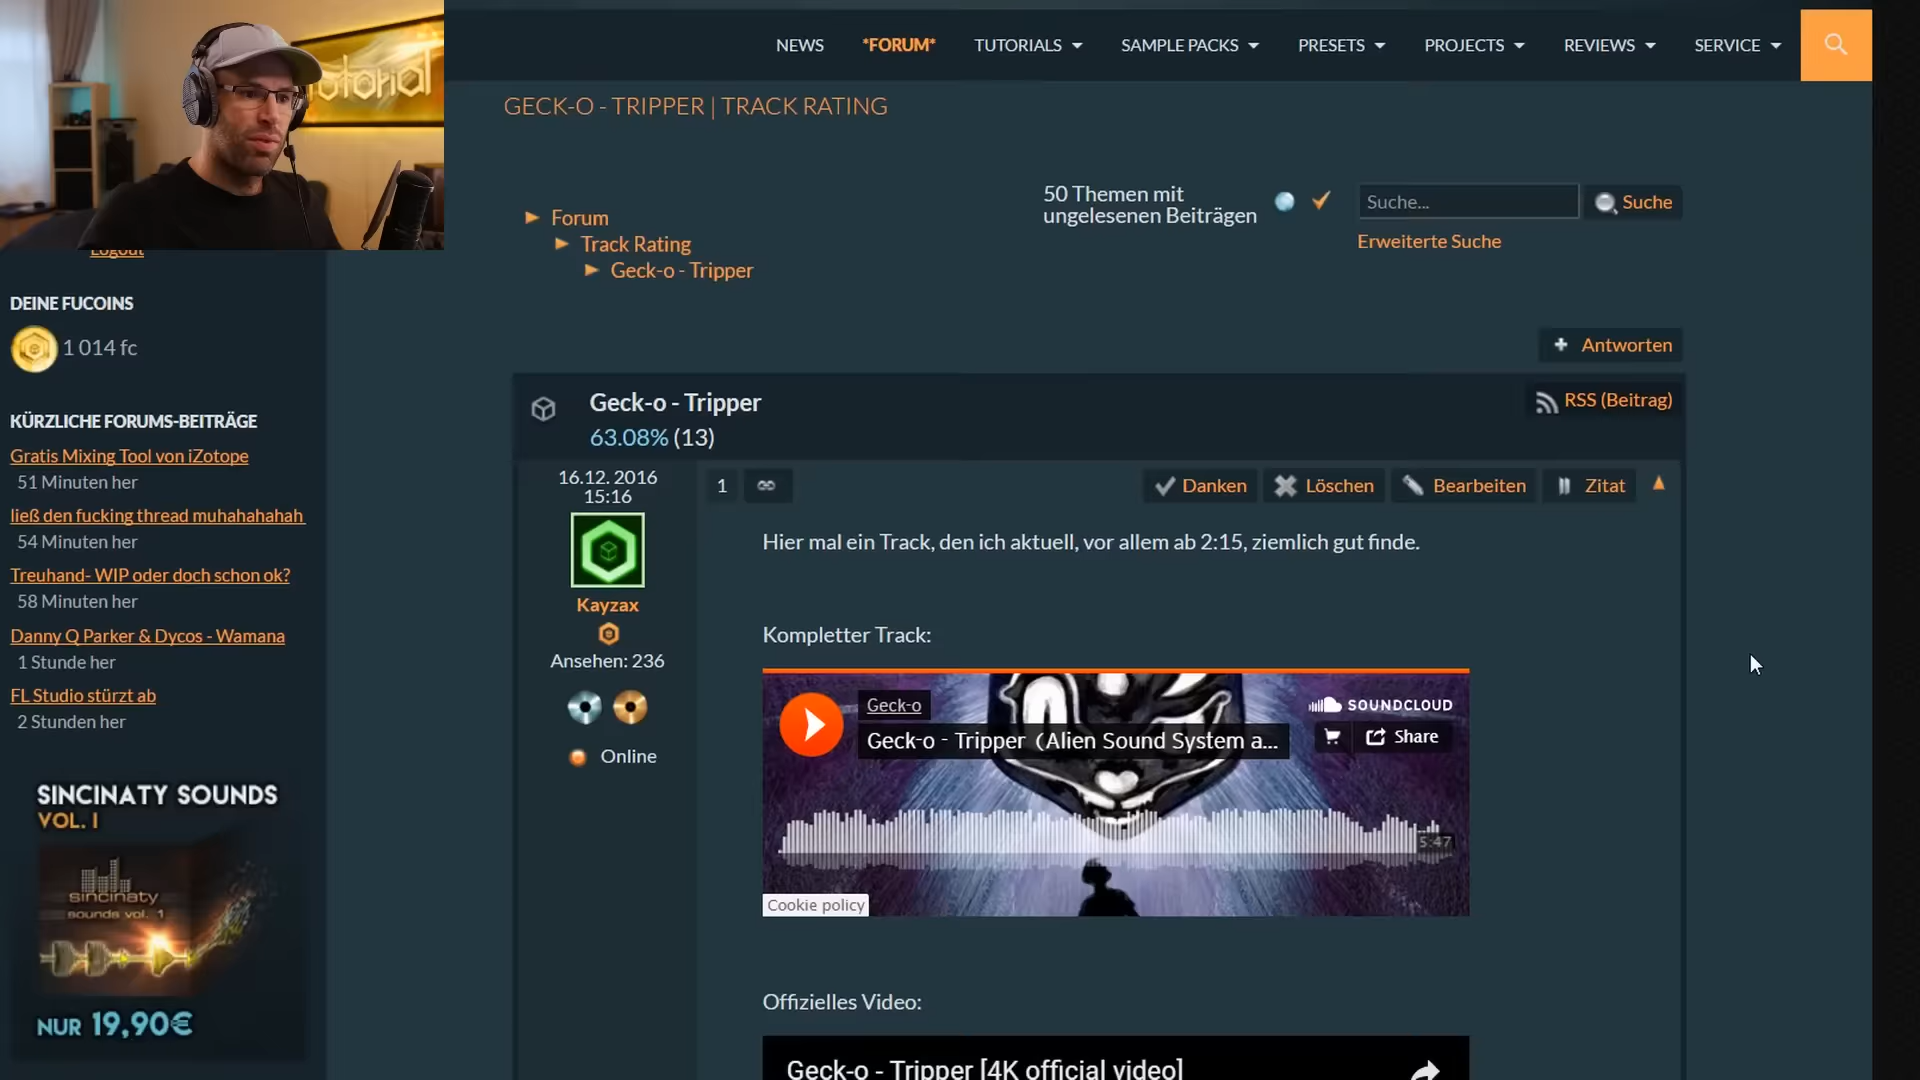 utorial
NEWS
*FORUM*
TUTORIALS
SAMPLE PACKS
PRESETS
PROJECTS
REVIEWS
SERVICE
GECK-O - TRIPPER | TRACK RATING
Forum
Track Rating
Geck-o - Tripper
50 Themen mit
ungelesenen Beiträgen
Suche...
Suche
Erweiterte Suche
Logout
DEINE FUCOINS
1 014 fc
KÜRZLICHE FORUMS-BEITRÄGE
Gratis Mixing Tool von iZotope
51 Minuten her
ließ den fucking thread muhahahahah
54 Minuten her
Treuhand- WIP oder doch schon ok?
58 Minuten her
Danny Q Parker & Dycos - Wamana
1 Stunde her
FL Studio stürzt ab
2 Stunden her
SINCINATY SOUNDS
VOL. I
sincinaty
sounds vol. 1
NUR 19,90€
+ Antworten
Geck-o - Tripper
63.08% (13)
RSS (Beitrag)
16.12. 2016
15:16
Kayzax
Ansehen: 236
Online
1
Danken
Löschen
Bearbeiten
Zitat
Hier mal ein Track, den ich aktuell, vor allem ab 2:15, ziemlich gut finde.
Kompletter Track:
Geck-o
Geck-o - Tripper (Alien Sound System a...
SOUNDCLOUD
Share
5:47
Cookie policy
Offizielles Video:
Geck-o - Tripper [4K official video]